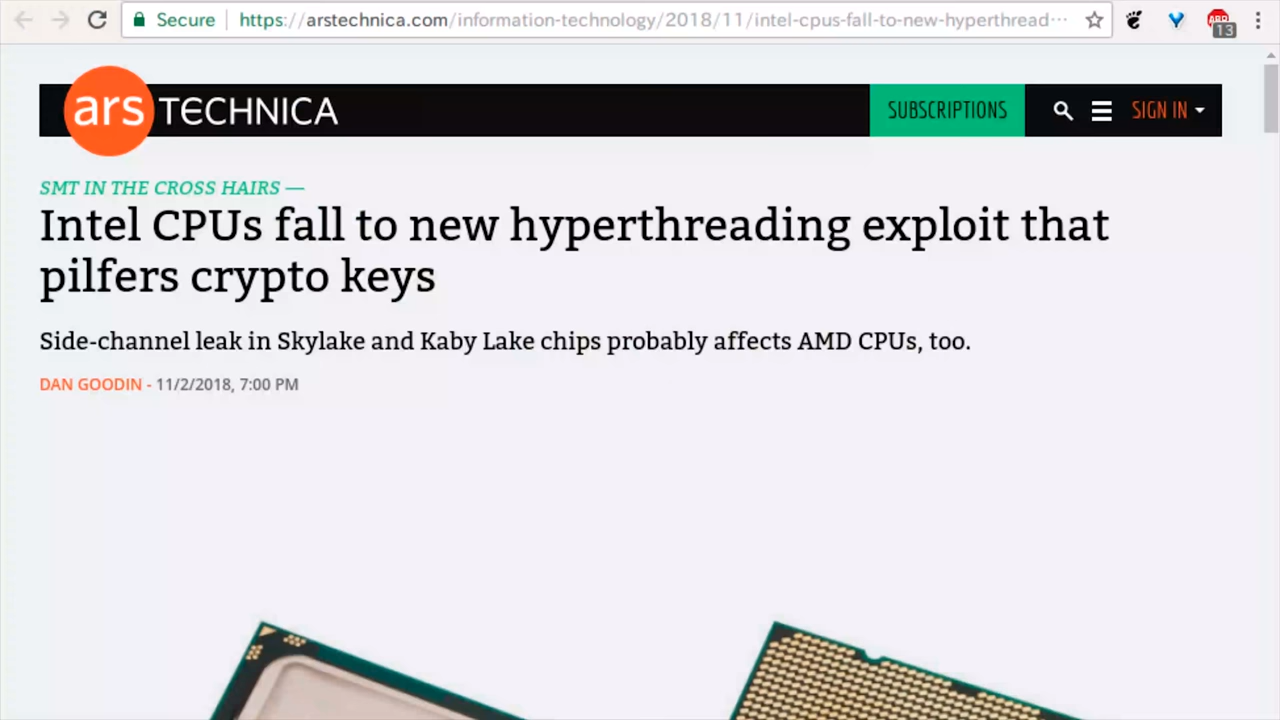 Secure https://arstechnica.com/information-technology/2018/11/intel-cpus-fall-to-new-hyperthread…
ABP
13
ars TECHNICA
SUBSCRIPTIONS
SIGN IN
SMT IN THE CROSS HAIRS —
Intel CPUs fall to new hyperthreading exploit that
pilfers crypto keys
Side-channel leak in Skylake and Kaby Lake chips probably affects AMD CPUs, too.
DAN GOODIN - 11/2/2018, 7:00 PM